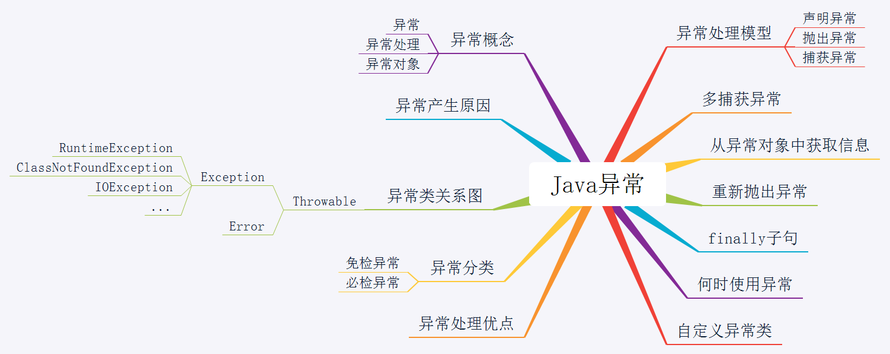 Java异常
异常概念
异常
异常处理
异常对象
异常产生原因
异常类关系图
Throwable
Exception
RuntimeException
ClassNotFoundException
IOException
...
Error
异常分类
免检异常
必检异常
异常处理优点
异常处理模型
声明异常
抛出异常
捕获异常
多捕获异常
从异常对象中获取信息
重新抛出异常
finally子句
何时使用异常
自定义异常类